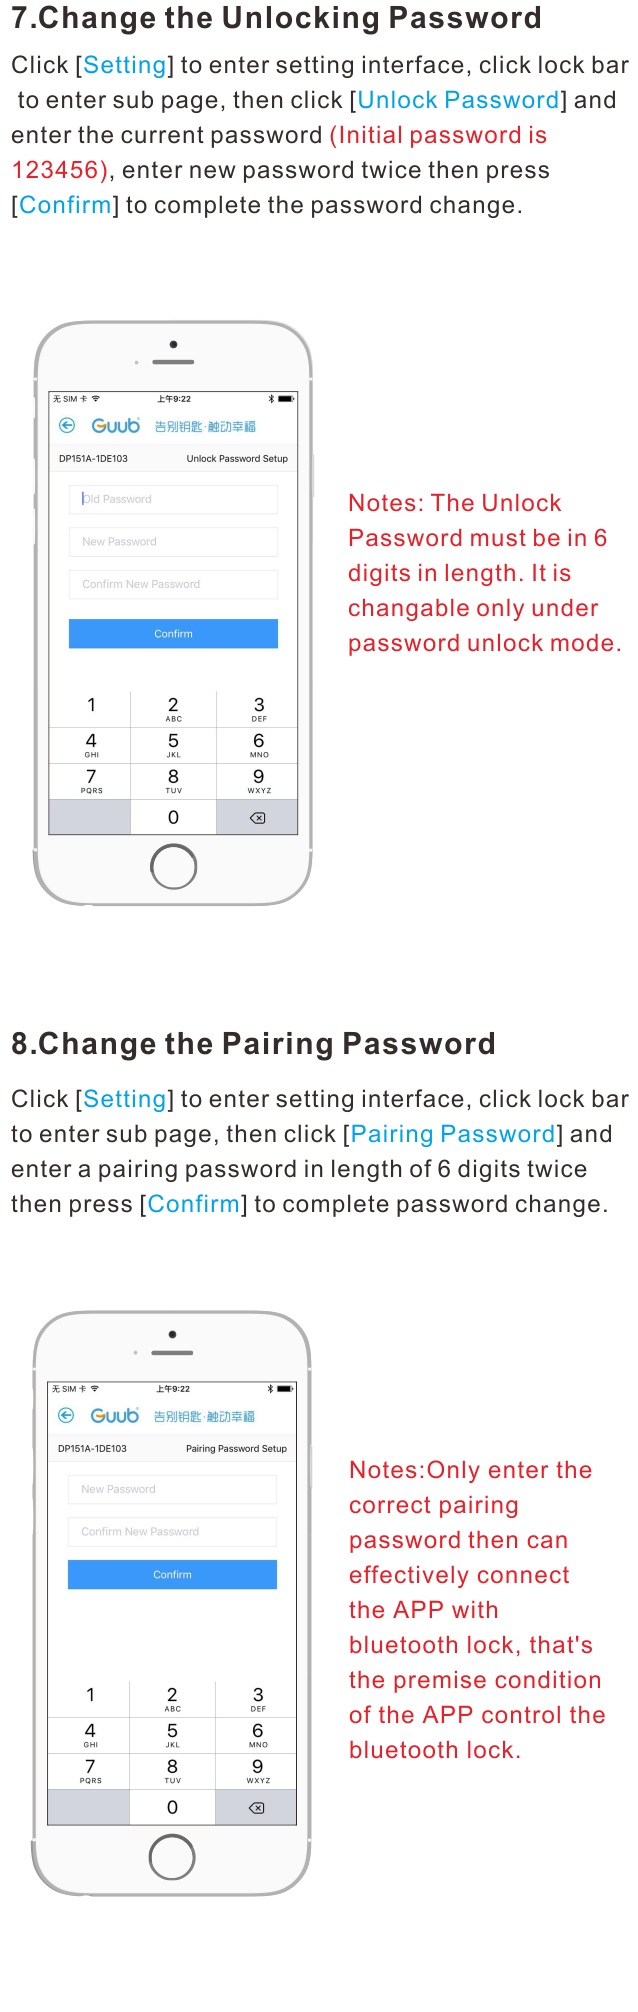 7.Change the Unlocking Password
Click [Setting] to enter setting interface, click lock bar
to enter sub page, then click [Unlock Password] and
enter the current password (Initial password is
123456), enter new password twice then press
[Confirm] to complete the password change.
无 SIM 卡 上午9:22
Guub 告别钥匙·触动幸福
DP151A-1DE103 Unlock Password Setup
Old Password
New Password
Confirm New Password
Confirm
1 2 3
ABC DEF
4 5 6
GHI JKL MNO
7 8 9
PQRS TUV WXYZ
0
Notes: The Unlock
Password must be in 6
digits in length. It is
changable only under
password unlock mode.
8.Change the Pairing Password
Click [Setting] to enter setting interface, click lock bar
to enter sub page, then click [Pairing Password] and
enter a pairing password in length of 6 digits twice
then press [Confirm] to complete password change.
无 SIM 卡 上午9:22
Guub 告别钥匙·触动幸福
DP151A-1DE103 Pairing Password Setup
New Password
Confirm New Password
Confirm
1 2 3
ABC DEF
4 5 6
GHI JKL MNO
7 8 9
PQRS TUV WXYZ
0
Notes:Only enter the
correct pairing
password then can
effectively connect
the APP with
bluetooth lock, that's
the premise condition
of the APP control the
bluetooth lock.